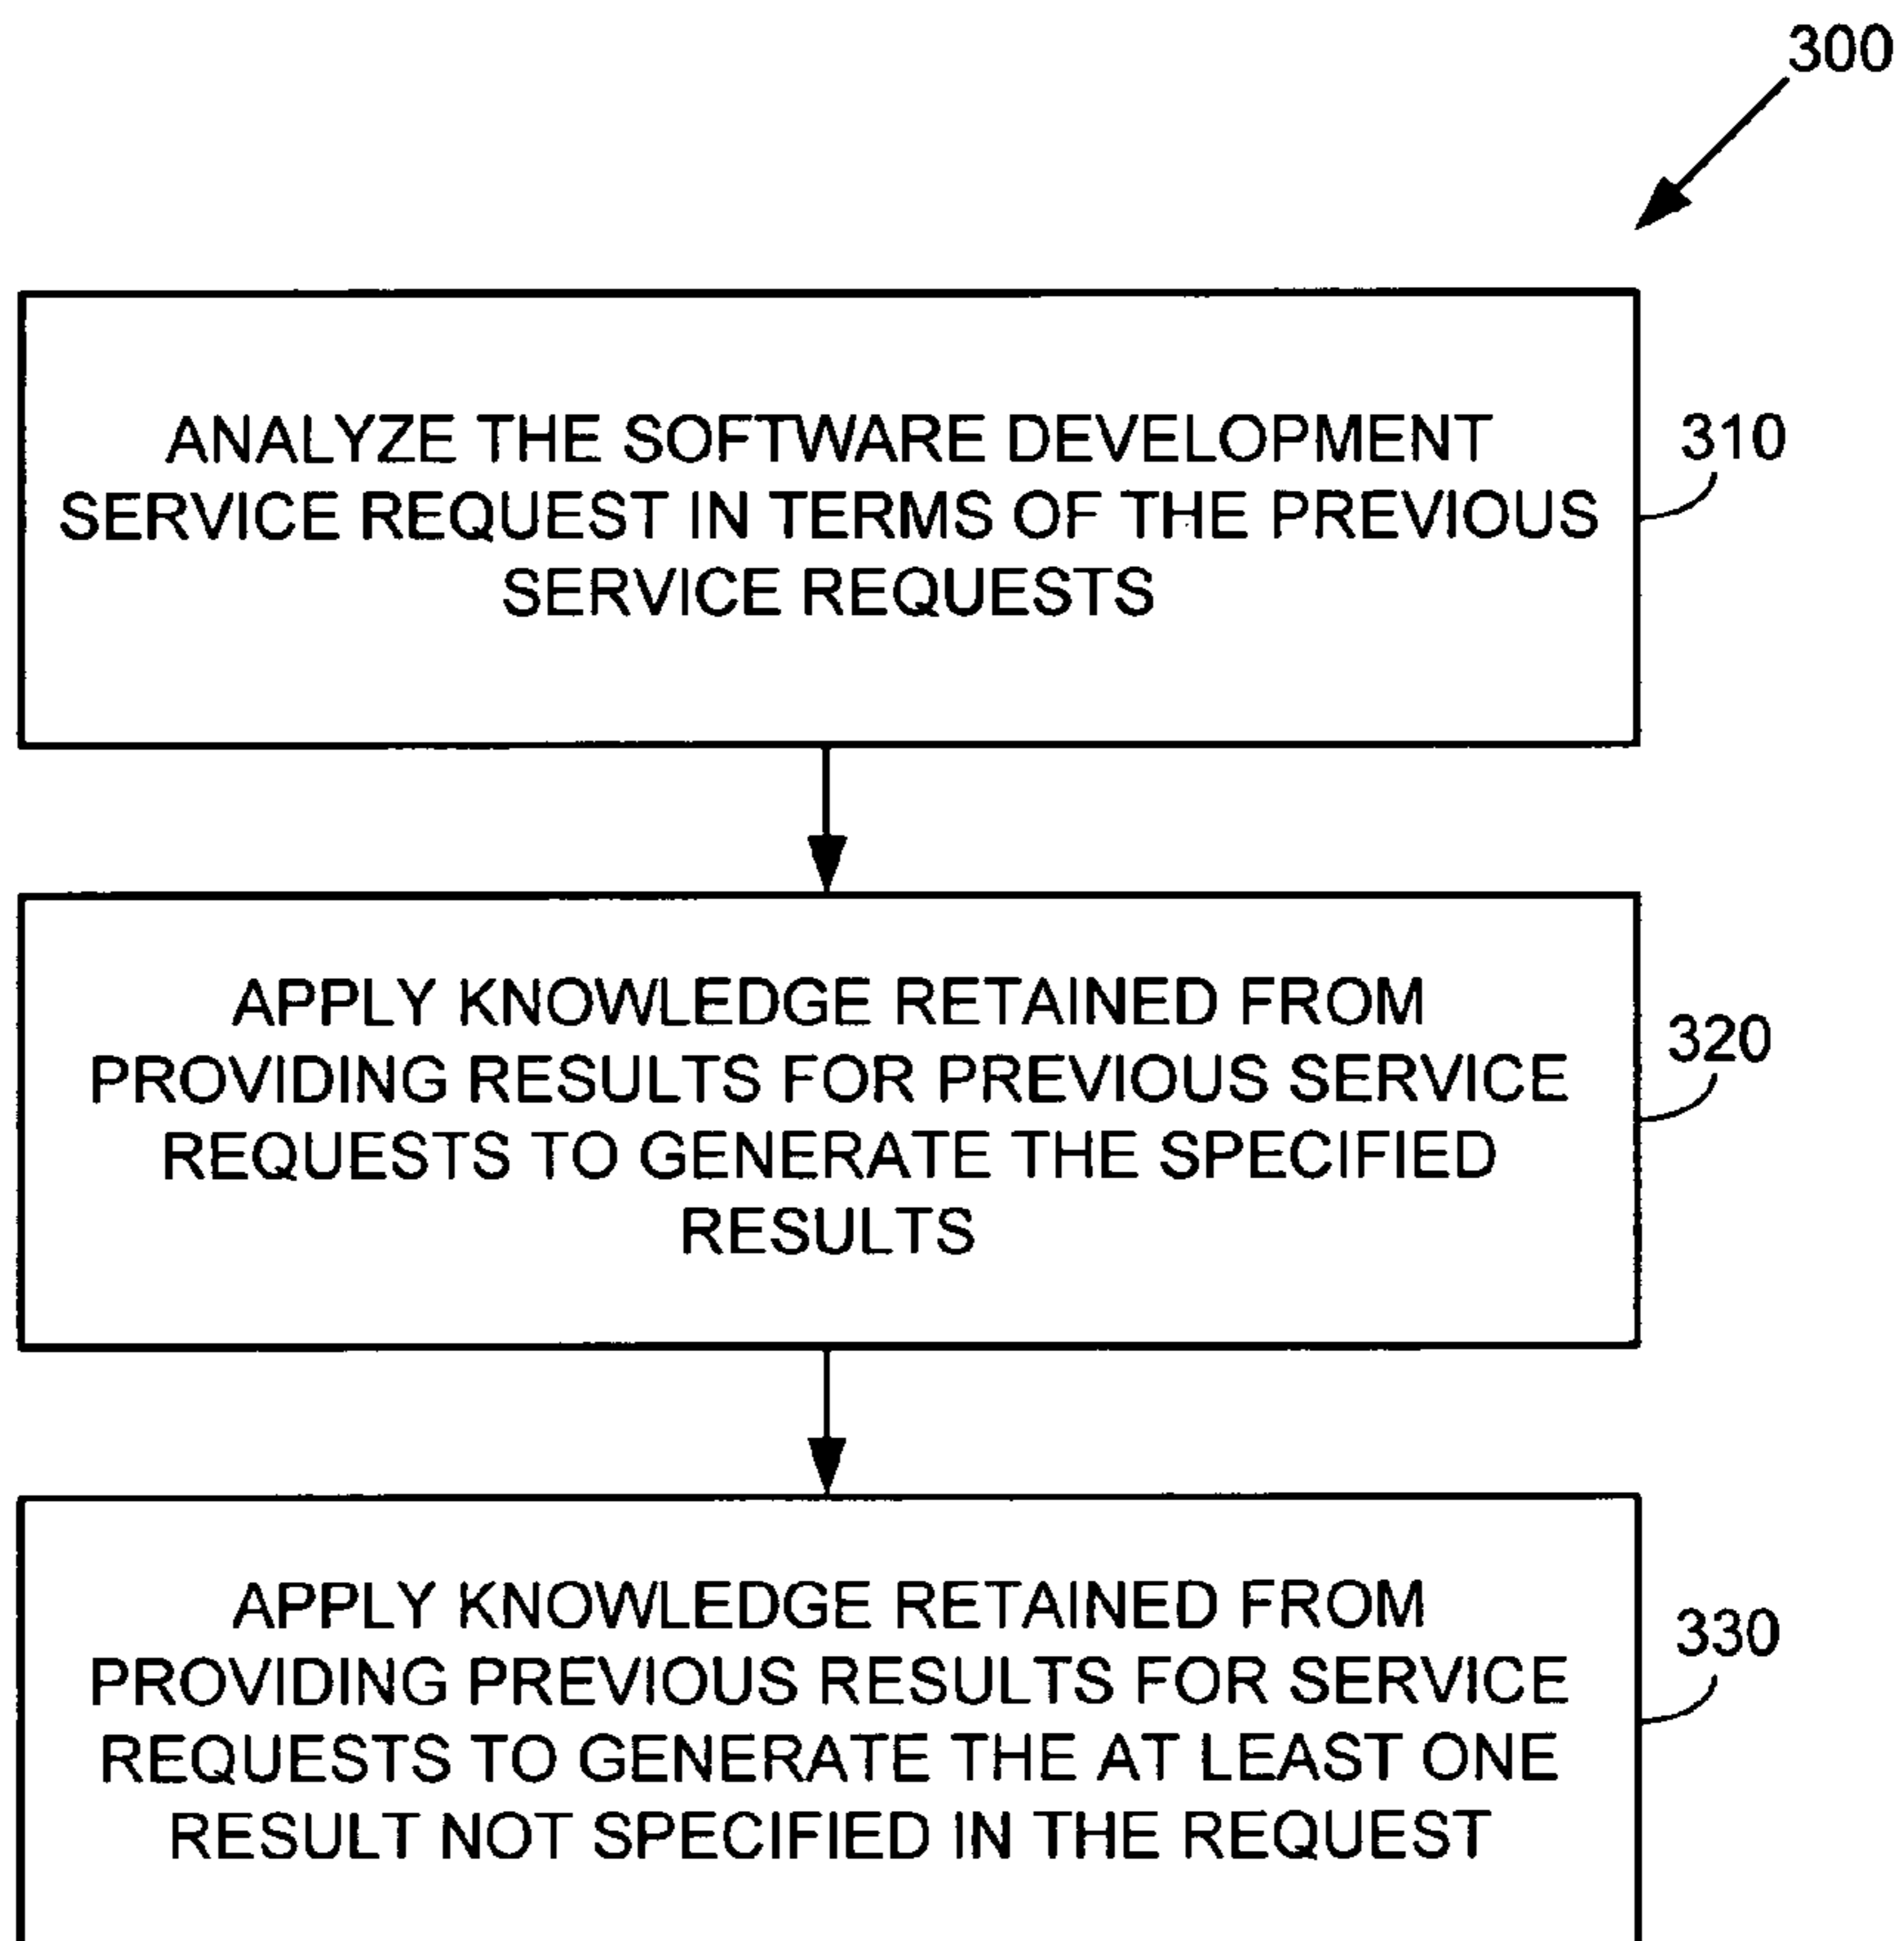 300
ANALYZE THE SOFTWARE DEVELOPMENT
SERVICE REQUEST IN TERMS OF THE PREVIOUS
SERVICE REQUESTS
310
APPLY KNOWLEDGE RETAINED FROM
PROVIDING RESULTS FOR PREVIOUS SERVICE
REQUESTS TO GENERATE THE SPECIFIED
RESULTS
320
APPLY KNOWLEDGE RETAINED FROM
PROVIDING PREVIOUS RESULTS FOR SERVICE
REQUESTS TO GENERATE THE AT LEAST ONE
RESULT NOT SPECIFIED IN THE REQUEST
330